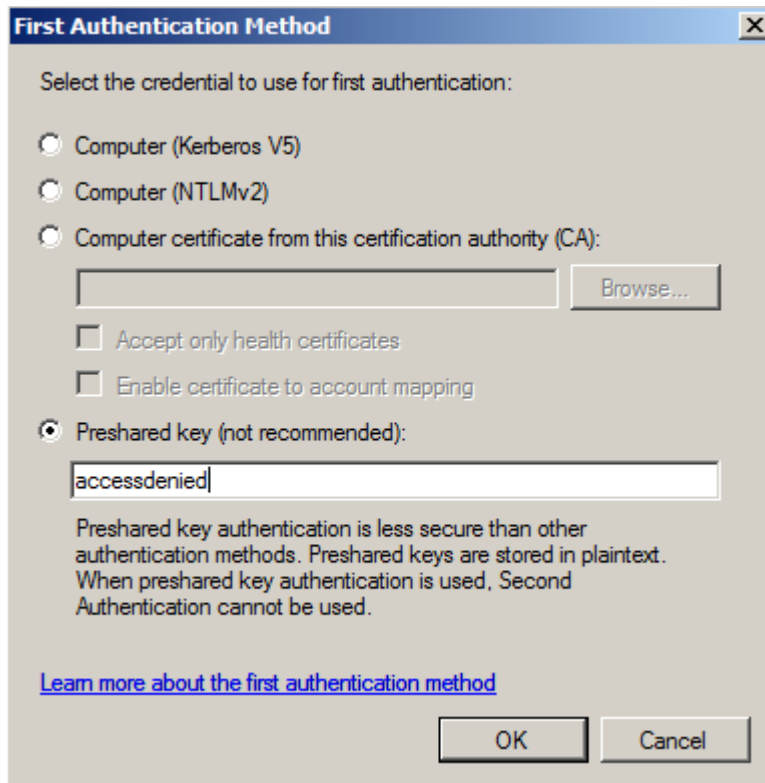 First Authentication Method
Select the credential to use for first authentication:
Computer (Kerberos V5)
Computer (NTLMv2)
Computer certificate from this certification authority (CA):
Browse...
Accept only health certificates
Enable certificate to account mapping
Preshared key (not recommended):
accessdenied
Preshared key authentication is less secure than other
authentication methods. Preshared keys are stored in plaintext.
When preshared key authentication is used, Second
Authentication cannot be used.
Learn more about the first authentication method
OK Cancel